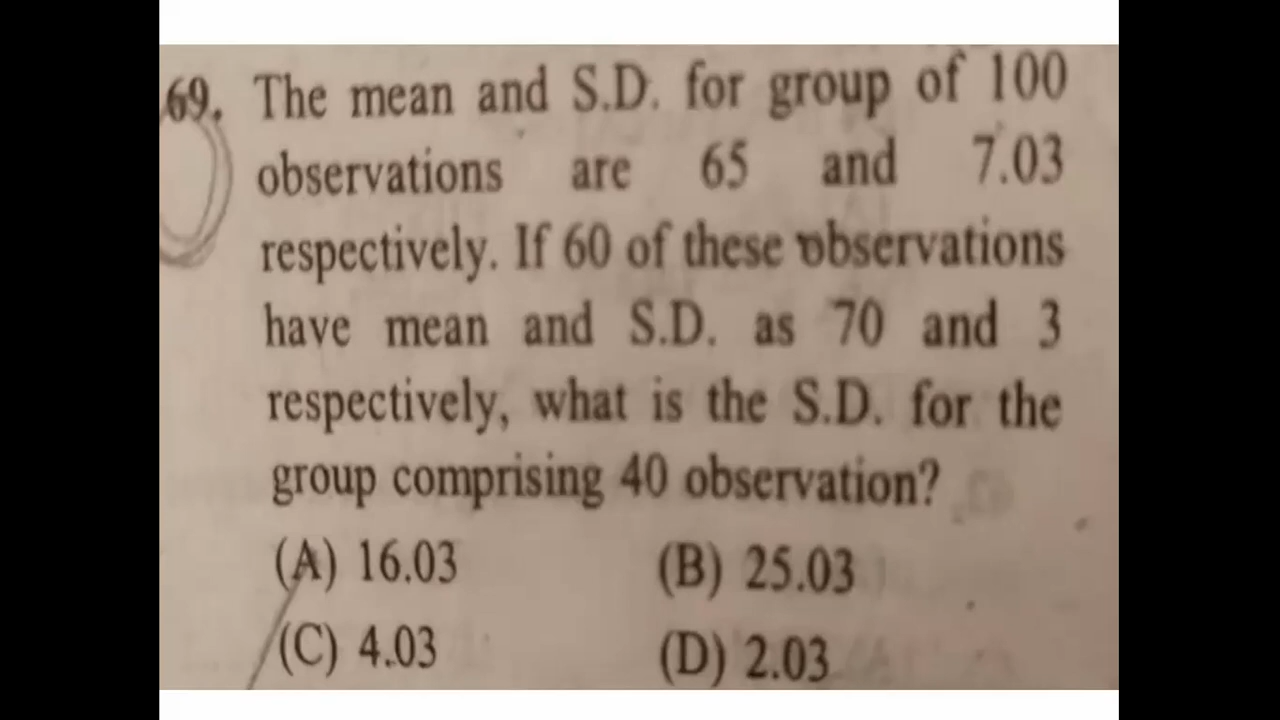 69. The mean and S.D. for group of 100
observations are 65 and 7.03
respectively. If 60 of these observations
have mean and S.D. as 70 and 3
respectively, what is the S.D. for the
group comprising 40 observation?
(A) 16.03 (B) 25.03
(C) 4.03 (D) 2.03